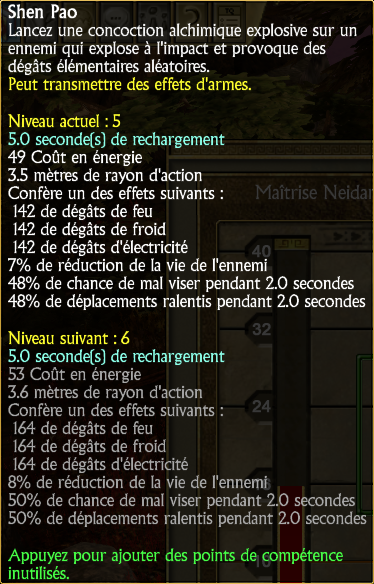 Shen Pao
Lancez une concoction alchimique explosive sur un
ennemi qui explose à l'impact et provoque des
dégâts élémentaires aléatoires.
Peut transmettre des effets d'armes.
Niveau actuel : 5
5.0 seconde(s) de rechargement
49 Coût en énergie
3.5 mètres de rayon d'action
Confère un des effets suivants :
142 de dégâts de feu
142 de dégâts de froid
142 de dégâts d'électricité
7% de réduction de la vie de l'ennemi
48% de chance de mal viser pendant 2.0 secondes
48% de déplacements ralentis pendant 2.0 secondes
Niveau suivant : 6
5.0 seconde(s) de rechargement
53 Coût en énergie
3.6 mètres de rayon d'action
Confère un des effets suivants :
164 de dégâts de feu
164 de dégâts de froid
164 de dégâts d'électricité
8% de réduction de la vie de l'ennemi
50% de chance de mal viser pendant 2.0 secondes
50% de déplacements ralentis pendant 2.0 secondes
Appuyez pour ajouter des points de compétence
inutilisés.
Maîtrise Neidan
40
32
24